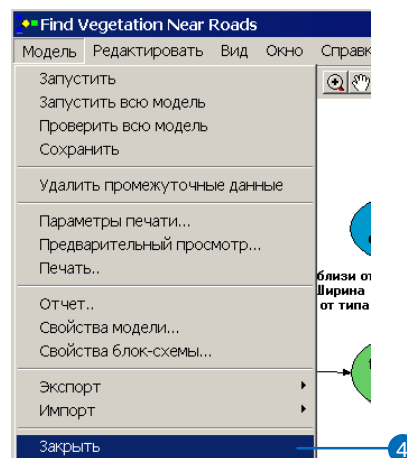 Find Vegetation Near Roads
Модель Редактировать Вид Окно Справк
Запустить
Запустить всю модель
Проверить всю модель
Сохранить
Удалить промежуточные данные
Параметры печати...
Предварительный просмотр...
Печать..
Отчет..
Свойства модели...
Свойства блок-схемы...
Экспорт
Импорт
Закрыть
4
близи от
Ширина
от типа